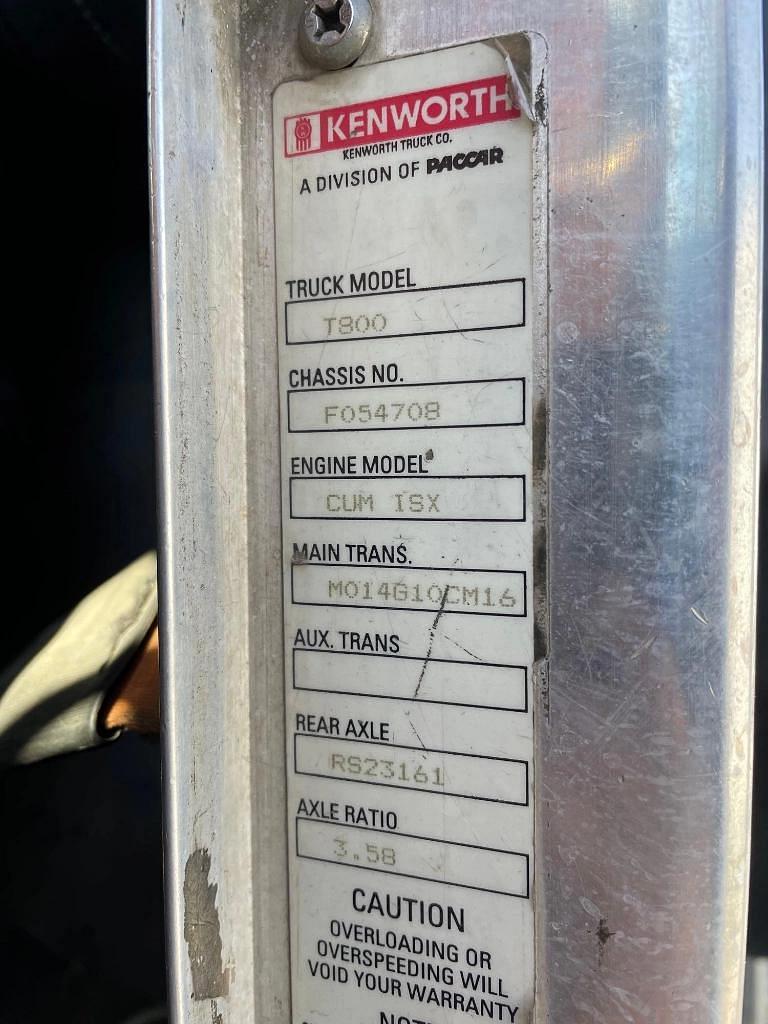 KENWORTH
KENWORTH TRUCK CO.
A DIVISION OF PACCAR
TRUCK MODEL
T800
CHASSIS NO.
F054708
ENGINE MODEL
CUM ISX
MAIN TRANS.
MO14G10CM16
AUX. TRANS
REAR AXLE
RS23161
AXLE RATIO
3.58
CAUTION
OVERLOADING OR
OVERSPEEDING WILL
VOID YOUR WARRANTY